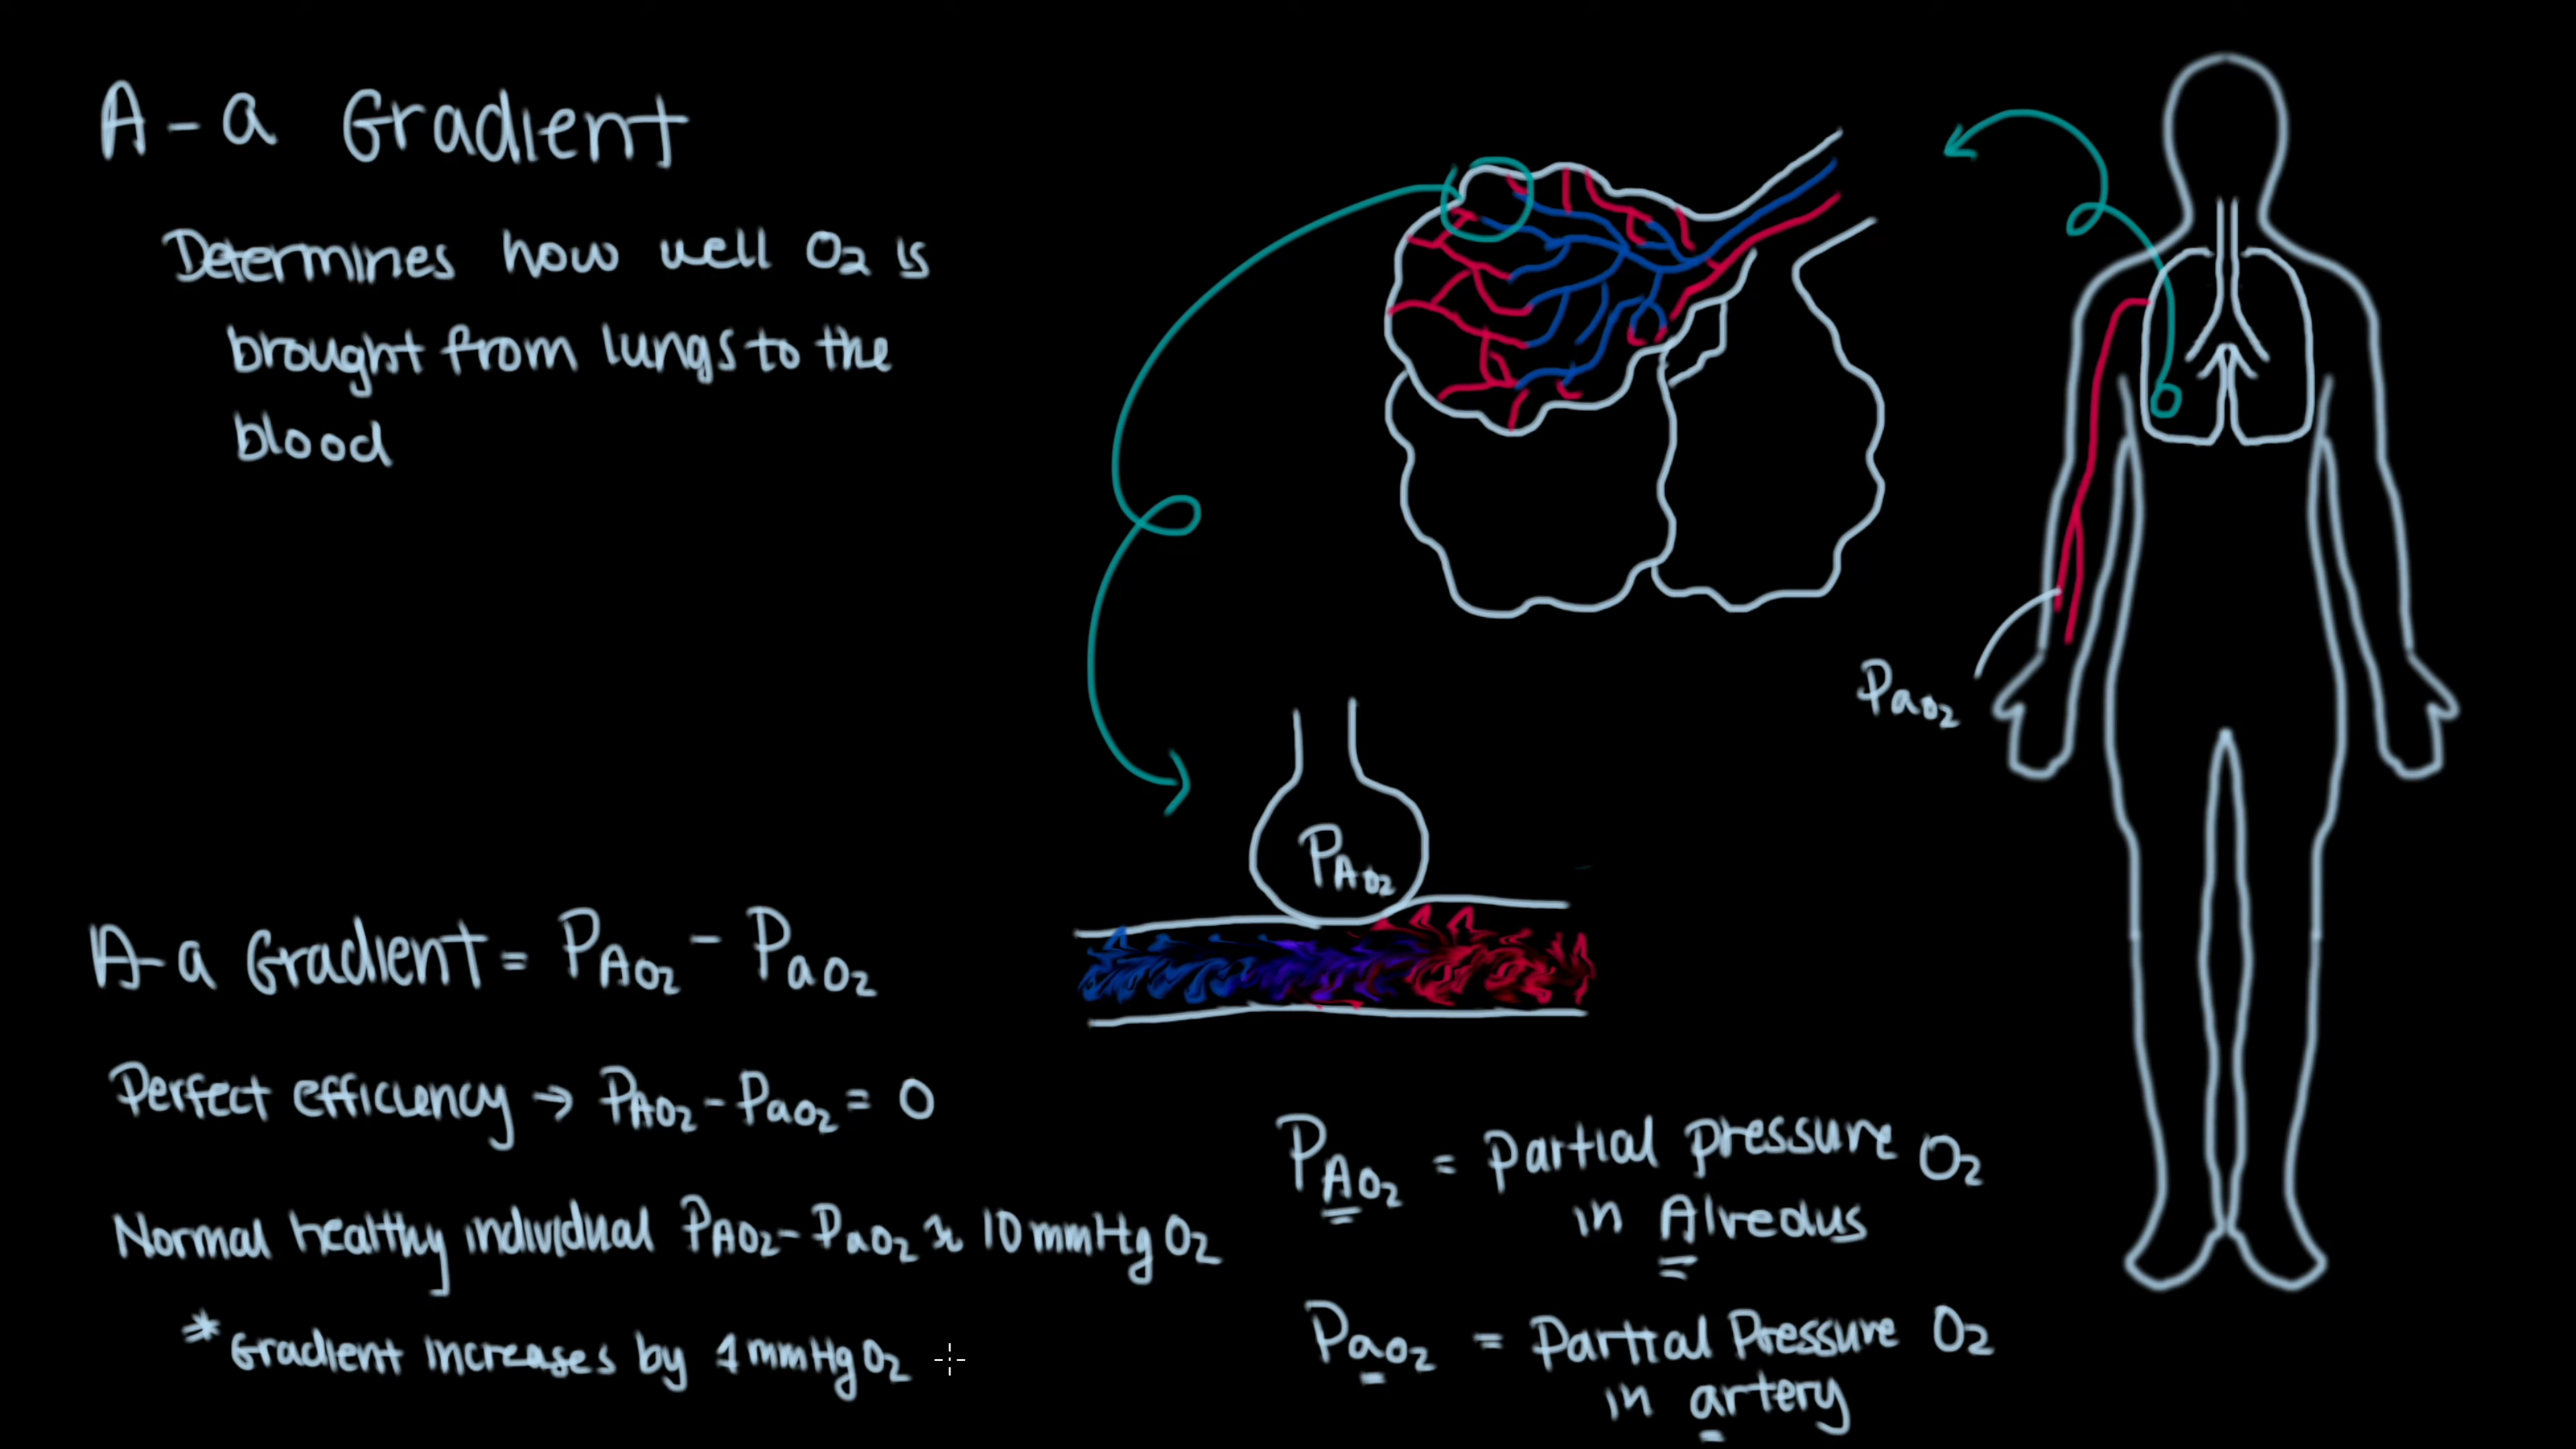 A-a Gradient
Determines how well O₂ is
brought from lungs to the
blood
PaO₂
PAO₂
A-a Gradient = PAO₂ - PaO₂
Perfect efficiency → PAO₂ - PaO₂ = 0
Normal healthy individual PAO₂ - PaO₂ ≈ 10 mmHg O₂
* Gradient increases by 1 mmHg O₂
PAO₂ = partial pressure O₂
in Alveolus
PaO₂ = Partial Pressure O₂
in artery